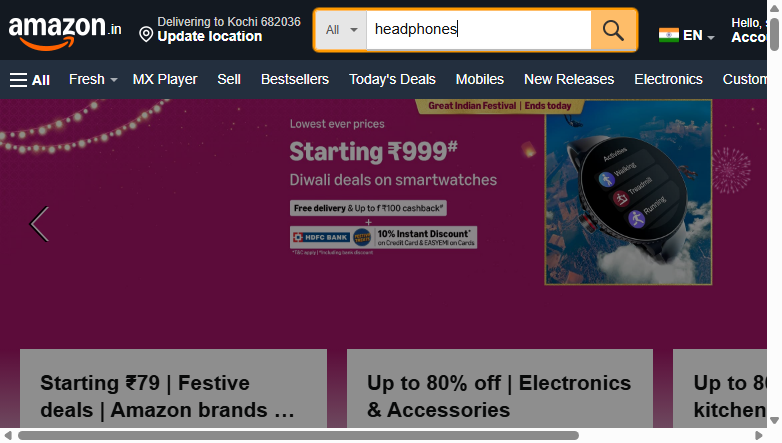 amazon.in
Delivering to Kochi 682036
Update location
All
headphones
EN
Hello,
All
Fresh
MX Player
Sell
Bestsellers
Today's Deals
Mobiles
New Releases
Electronics
Custom
Great Indian Festival | Ends today
Lowest ever prices
Starting ₹999#
Diwali deals on smartwatches
Free delivery & Up to ₹100 cashback*
+
HDFC BANK
10% Instant Discount*
on Credit Card & EASYEMI on Cards
*T&C apply | #Including bank discount
Activities
Walking
Treadmill
Running
Starting ₹79 | Festive
deals | Amazon brands …
Up to 80% off | Electronics
& Accessories
Up to
kitchen